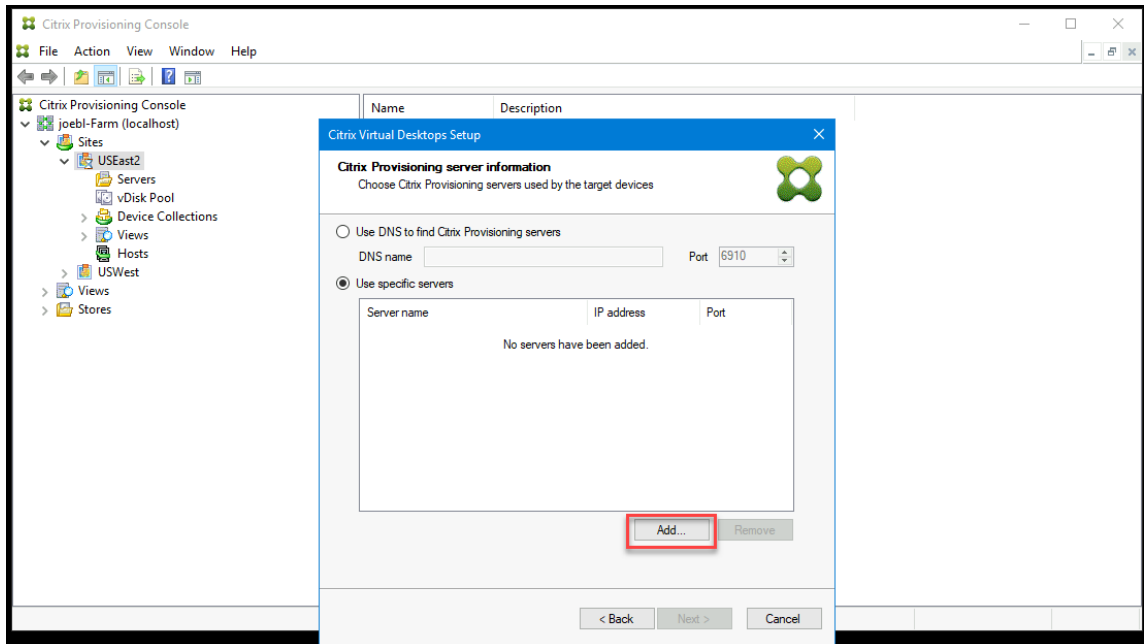 Citrix Provisioning Console
File Action View Window Help
Citrix Provisioning Console
joebl-Farm (localhost)
Sites
USEast2
Servers
vDisk Pool
Device Collections
Views
Hosts
USWest
Views
Stores
Name Description
Citrix Virtual Desktops Setup
Citrix Provisioning server information
Choose Citrix Provisioning servers used by the target devices
Use DNS to find Citrix Provisioning servers
DNS name Port 6910
Use specific servers
Server name IP address Port
No servers have been added.
Add... Remove
< Back Next > Cancel